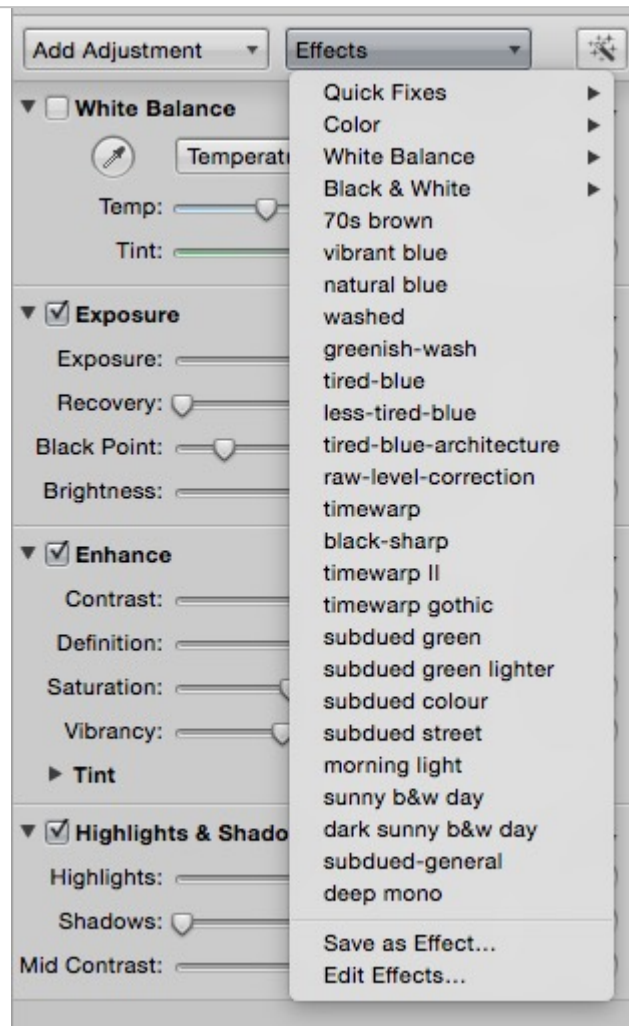 Add Adjustment
Effects
White Balance
Temp:
Tint:
Exposure
Exposure:
Recovery:
Black Point:
Brightness:
Enhance
Contrast:
Definition:
Saturation:
Vibrancy:
Tint
Highlights:
Shadows:
Mid Contrast:
Quick Fixes
Color
White Balance
Black & White
70s brown
vibrant blue
natural blue
washed
greenish-wash
tired-blue
less-tired-blue
tired-blue-architecture
raw-level-correction
timewarp
black-sharp
timewarp II
timewarp gothic
subdued green
subdued green lighter
subdued colour
subdued street
morning light
sunny b&w day
dark sunny b&w day
subdued-general
deep mono
Save as Effect...
Edit Effects...